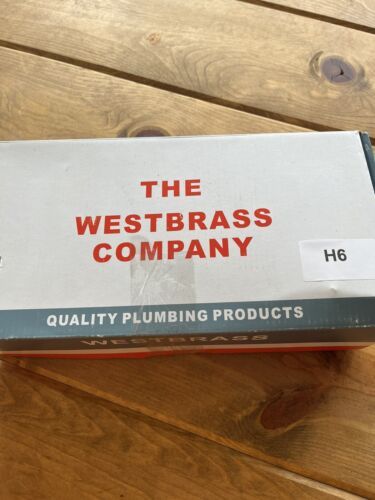 THE
WESTBRASS
COMPANY
H6
QUALITY PLUMBING PRODUCTS
WESTBRASS